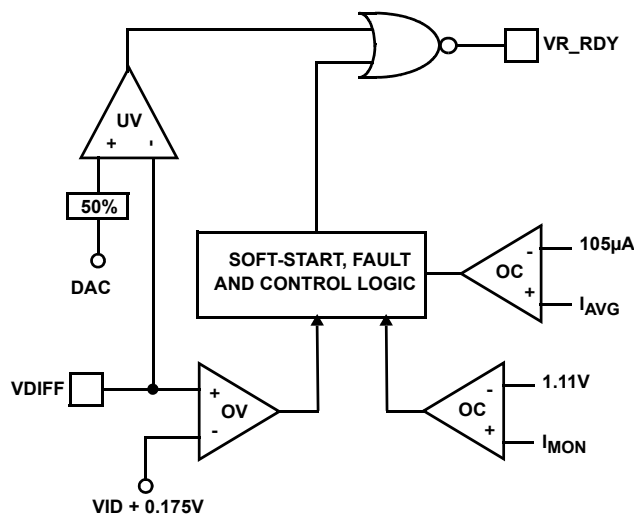 VR_RDY
UV
+ -
50%
DAC
SOFT-START, FAULT
AND CONTROL LOGIC
105µA
-
OC
+
IAVG
VDIFF
+
OV
-
1.11V
-
OC
+
IMON
VID + 0.175V